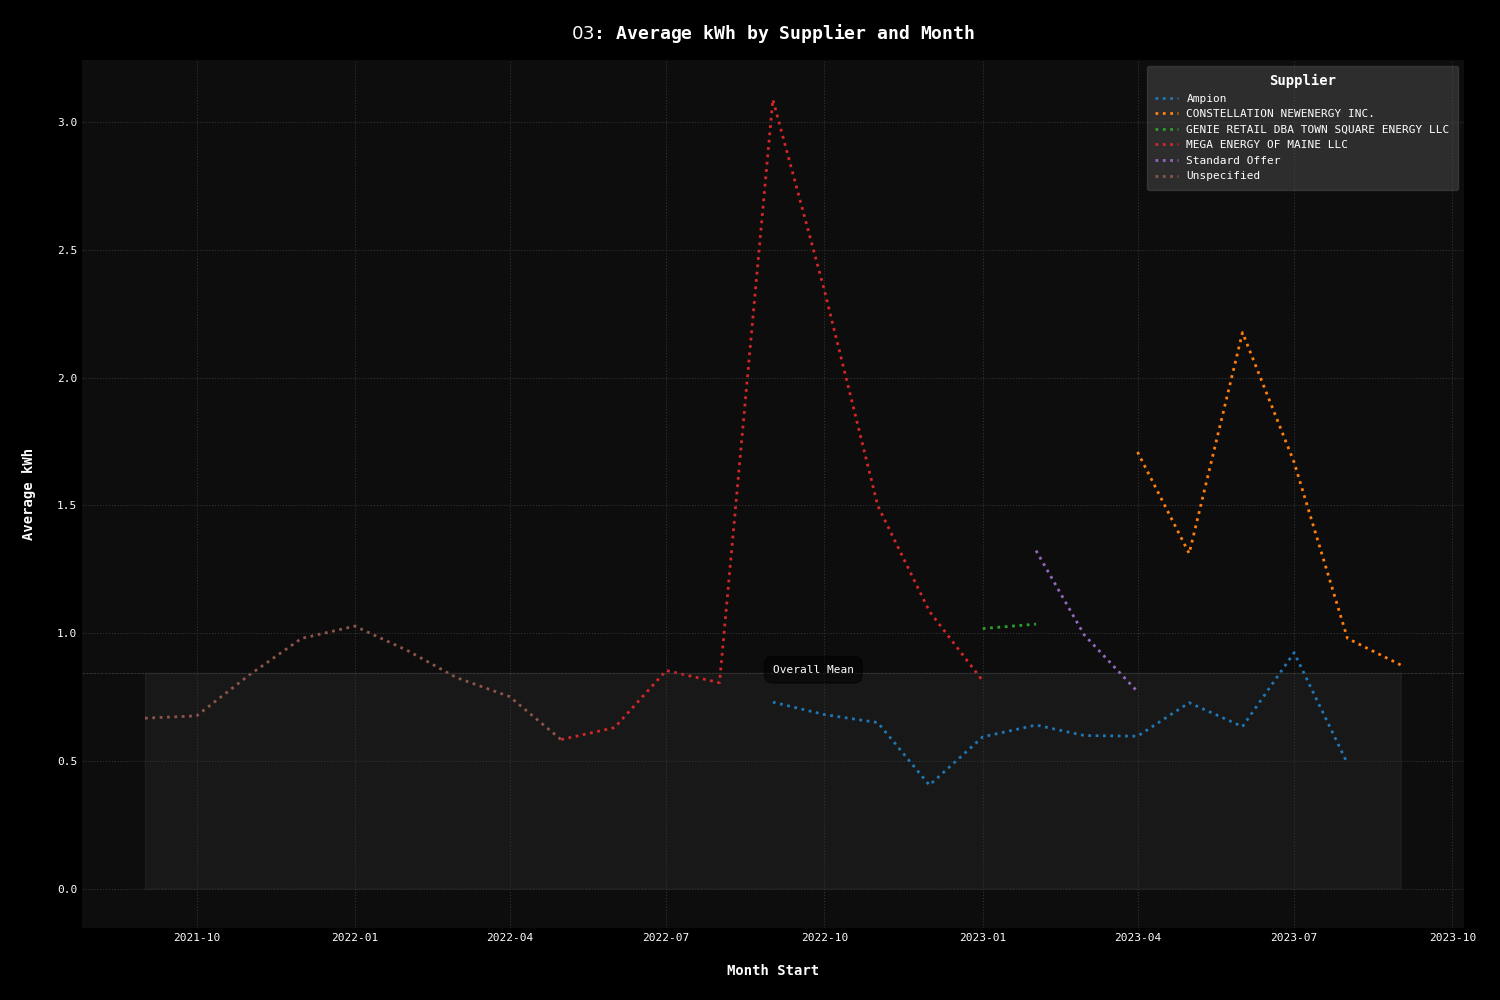 03: Average kWh by Supplier and Month
Supplier
Ampion
CONSTELLATION NEWENERGY INC.
GENIE RETAIL DBA TOWN SQUARE ENERGY LLC
MEGA ENERGY OF MAINE LLC
Standard Offer
Unspecified
Average kWh
3.0
2.5
2.0
1.5
1.0
0.5
0.0
Overall Mean
2021-10
2022-01
2022-04
2022-07
2022-10
2023-01
2023-04
2023-07
2023-10
Month Start